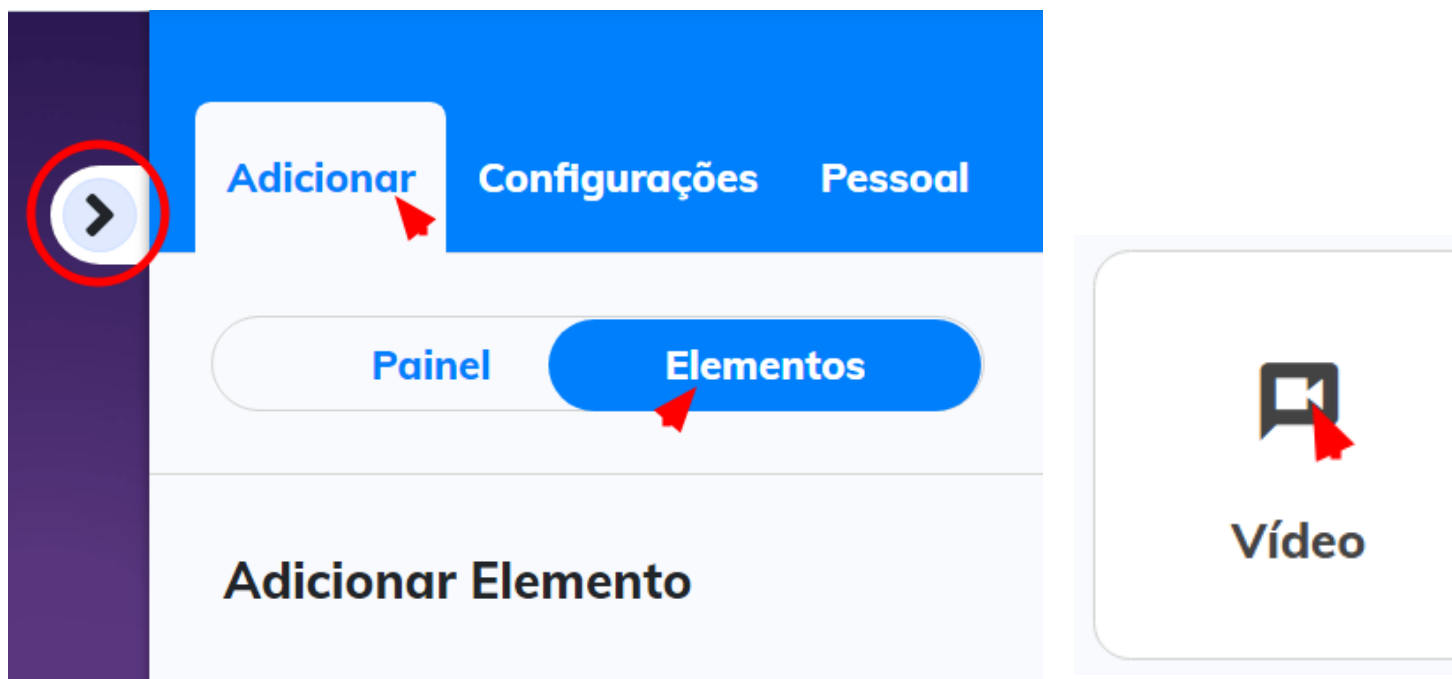 Adicionar Configurações Pessoal
Painel Elementos
Adicionar Elemento
Vídeo